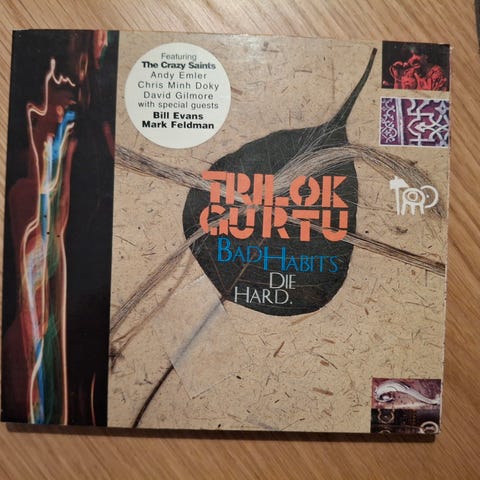 Featuring
The Crazy Saints
Andy Emler
Chris Minh Doky
David Gilmore
with special guests
Bill Evans
Mark Feldman
TRILOK
GURTU
BAD HABITS
DIE
HARD.